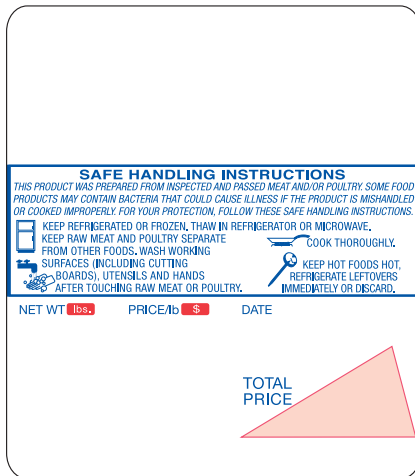 SAFE HANDLING INSTRUCTIONS
THIS PRODUCT WAS PREPARED FROM INSPECTED AND PASSED MEAT AND/OR POULTRY. SOME FOOD
PRODUCTS MAY CONTAIN BACTERIA THAT COULD CAUSE ILLNESS IF THE PRODUCT IS MISHANDLED
OR COOKED IMPROPERLY. FOR YOUR PROTECTION, FOLLOW THESE SAFE HANDLING INSTRUCTIONS.
KEEP REFRIGERATED OR FROZEN. THAW IN REFRIGERATOR OR MICROWAVE.
KEEP RAW MEAT AND POULTRY SEPARATE
FROM OTHER FOODS. WASH WORKING
SURFACES (INCLUDING CUTTING
BOARDS), UTENSILS AND HANDS
AFTER TOUCHING RAW MEAT OR POULTRY.
COOK THOROUGHLY.
KEEP HOT FOODS HOT,
REFRIGERATE LEFTOVERS
IMMEDIATELY OR DISCARD.
NET WT lbs. PRICE/lb $ DATE
TOTAL
PRICE